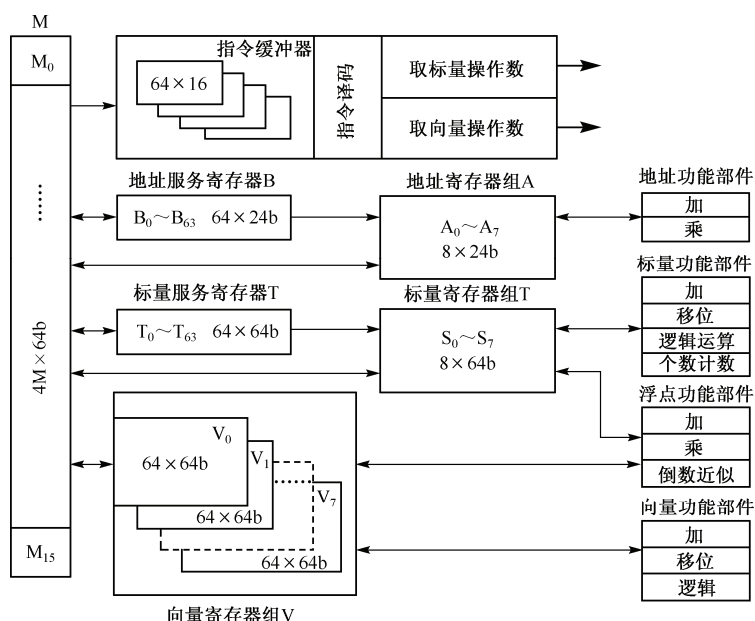 M
M₀
……
4M×64b
M₁₅
指令缓冲器
64×16
指令译码
取标量操作数
取向量操作数
地址服务寄存器B
B₀～B₆₃ 64×24b
地址寄存器组A
A₀～A₇
8×24b
地址功能部件
加
乘
标量服务寄存器T
T₀～T₆₃ 64×64b
标量寄存器组T
S₀～S₇
8×64b
标量功能部件
加
移位
逻辑运算
个数计数
浮点功能部件
加
乘
倒数近似
V₀
64×64b
V₁
64×64b
……
V₇
64×64b
向量寄存器组V
向量功能部件
加
移位
逻辑